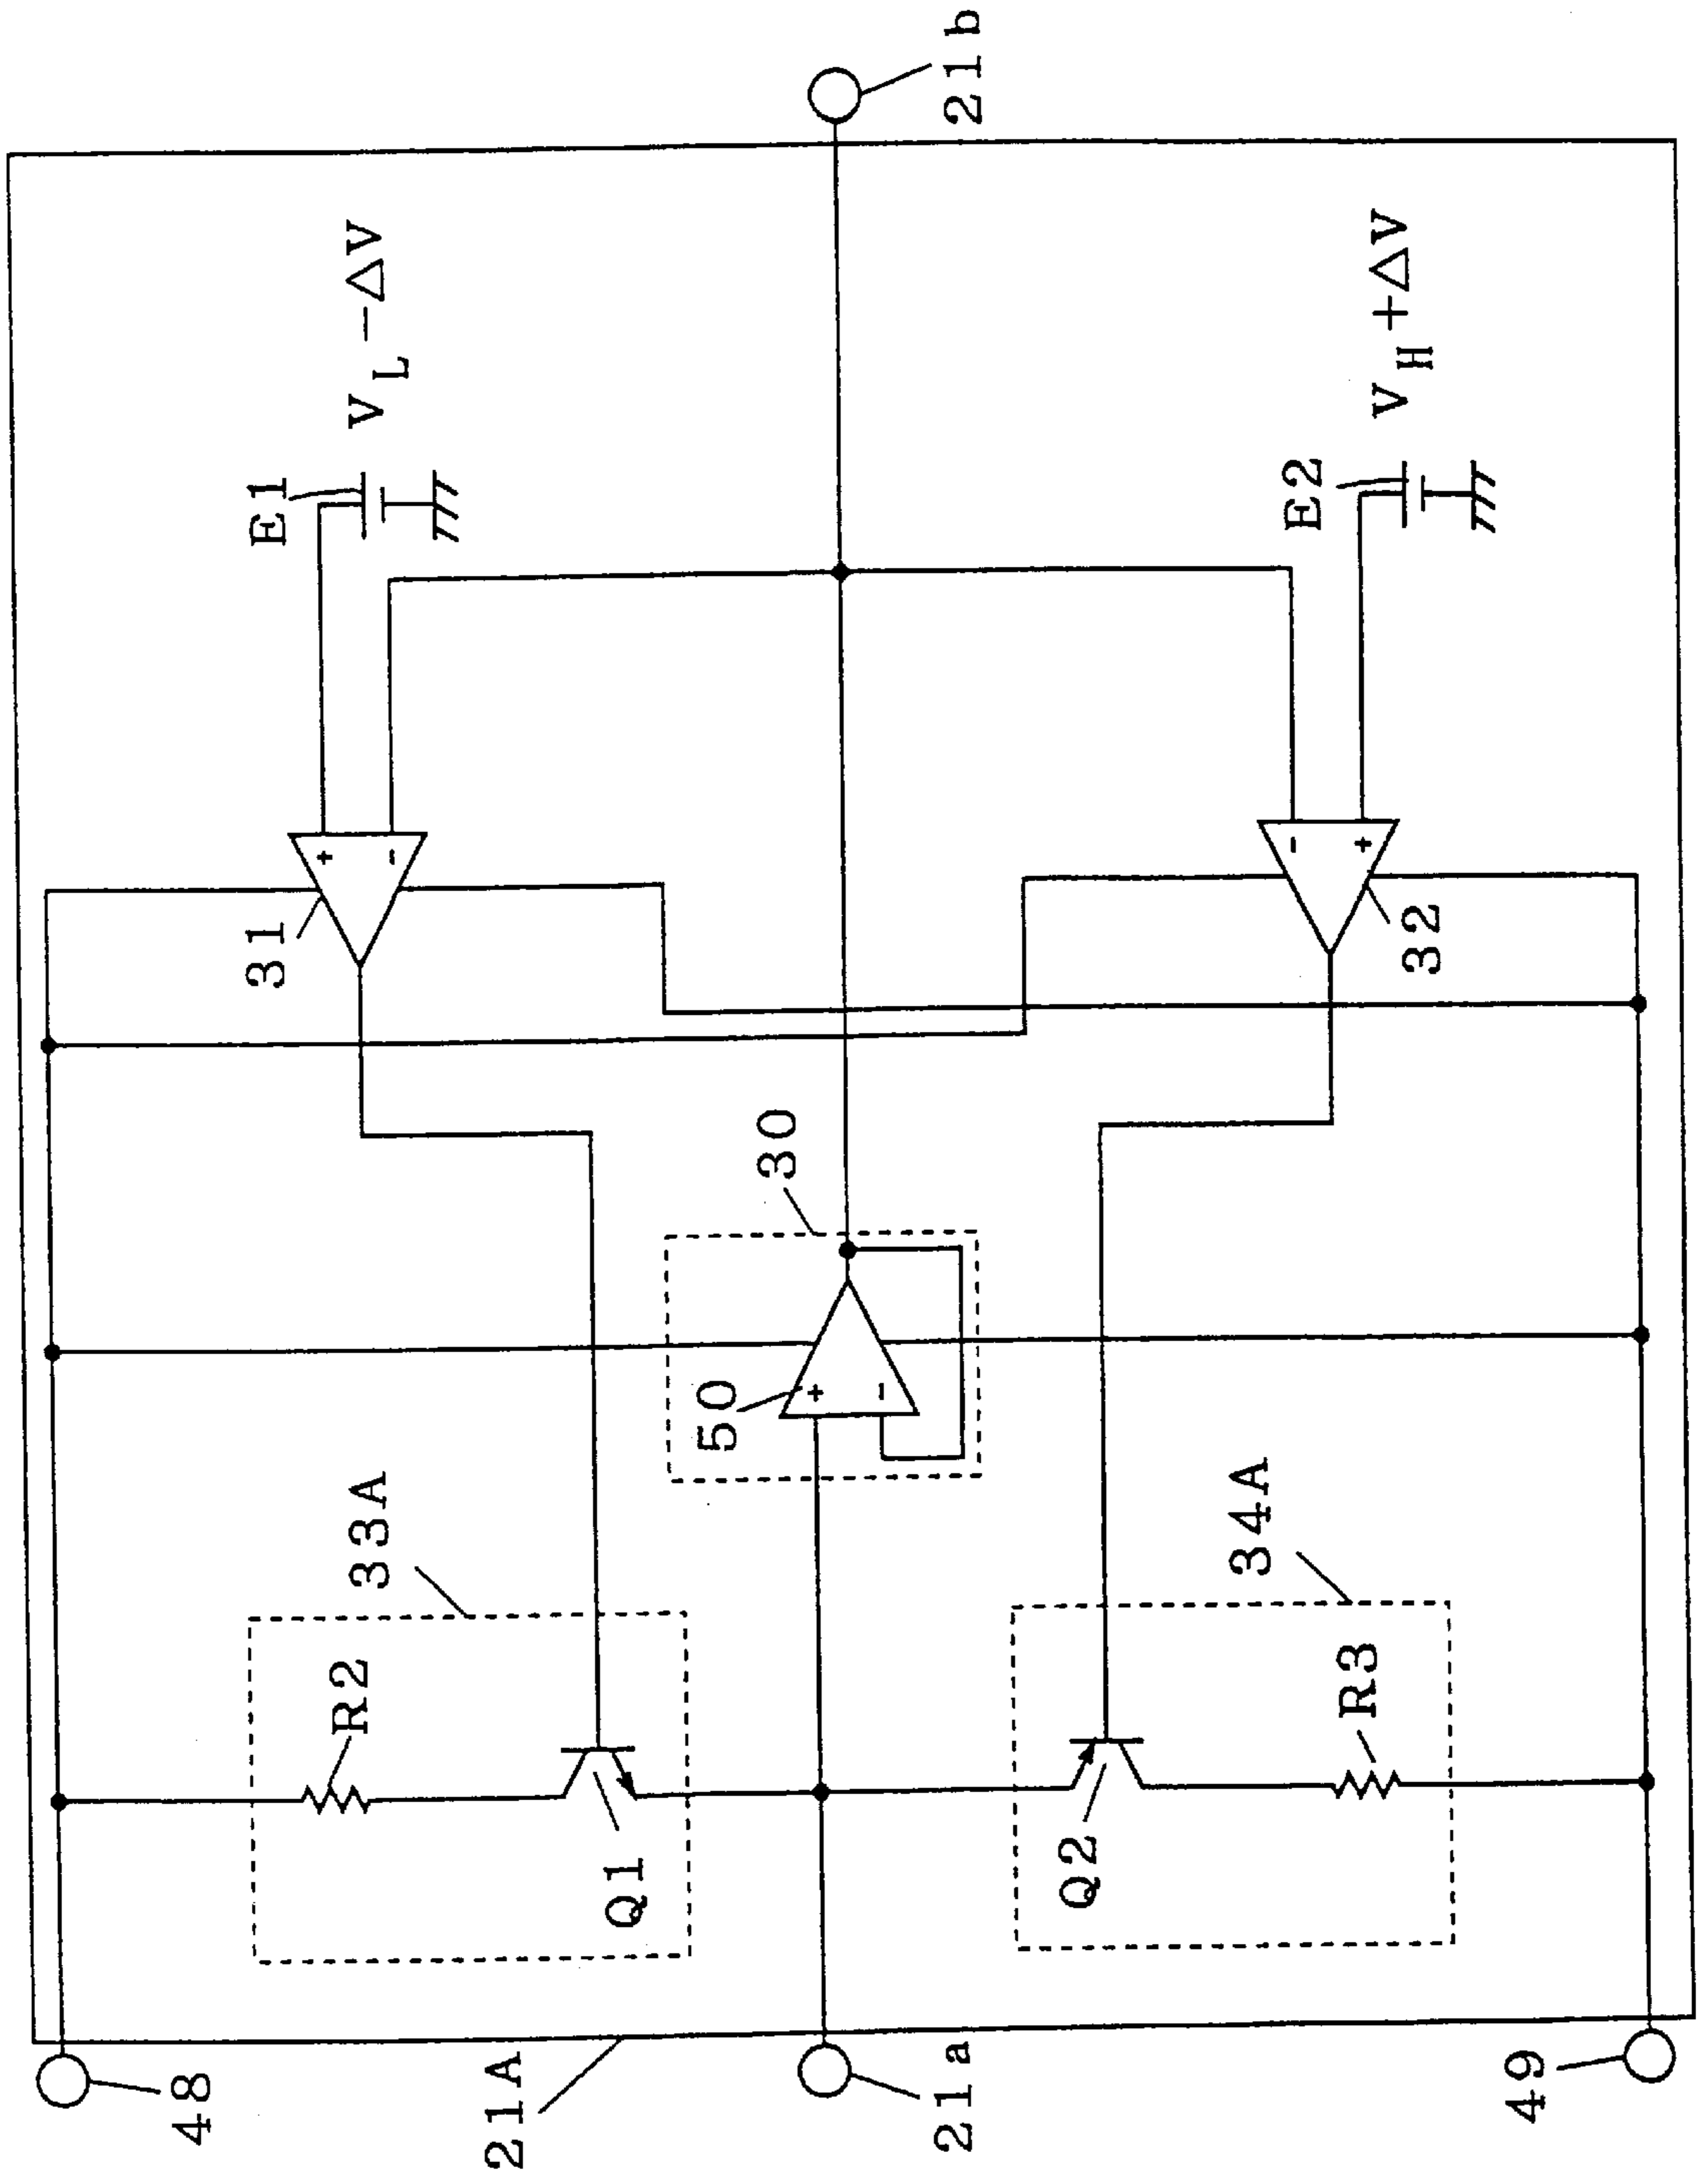 48
21A
21a
49
33A
R2
Q1
34A
Q2
R3
50
+
-
30
31
+
-
32
-
+
E1
VL−ΔV
E2
VH+ΔV
21b